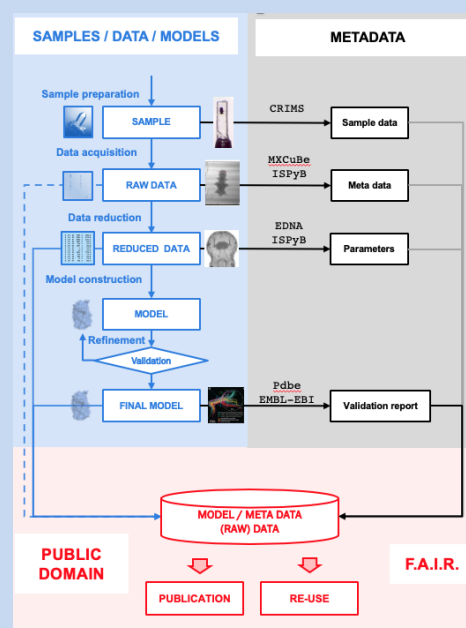 SAMPLES / DATA / MODELS
METADATA
Sample preparation
SAMPLE
CRIMS
Sample data
Data acquisition
RAW DATA
MXCuBe
ISPyB
Meta data
Data reduction
REDUCED DATA
EDNA
ISPyB
Parameters
Model construction
MODEL
Refinement
Validation
FINAL MODEL
Pdbe
EMBL-EBI
Validation report
MODEL / META DATA
(RAW) DATA
PUBLIC
DOMAIN
F.A.I.R.
PUBLICATION
RE-USE